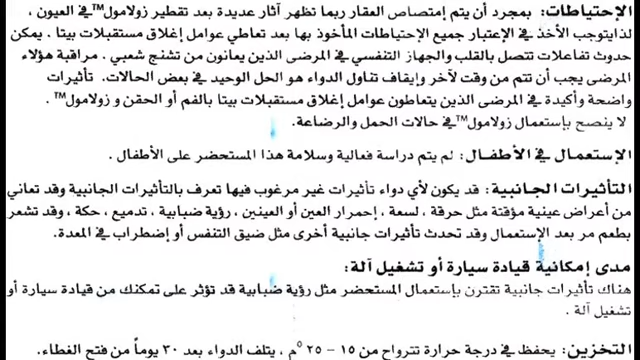 الإحتياطات: بمجرد أن يتم إمتصاص العقار ربما تظهر آثار عديدة بعد تقطير زولامول™ في العيون ،
لذا يتوجب الأخذ في الإعتبار جميع الإحتياطات المأخوذ بها بعد تعاطي عوامل إغلاق مستقبلات بيتا . يمكن
حدوث تفاعلات تتصل بالقلب والجهاز التنفسي في المرضى الذين يعانون من تشنج شعبي . مراقبة هؤلاء
المرضى يجب أن تتم من وقت لآخر وإيقاف تناول الدواء هو الحل الوحيد في بعض الحالات. تأثيرات
واضحة وأكيدة في المرضى الذين يتعاطون عوامل إغلاق مستقبلات بيتا بالفم أو الحقن و زولامول™ .
لا ينصح بإستعمال زولامول™ في حالات الحمل والرضاعة.
الإستعمال في الأطفال: لم يتم دراسة فعالية وسلامة هذا المستحضر على الأطفال .
التأثيرات الجانبية: قد يكون لأي دواء تأثيرات غير مرغوب فيها تعرف بالتأثيرات الجانبية وقد تعاني
من أعراض عينية مؤقتة مثل حرقة ، لسعة ، إحمرار العين أو العينين ، رؤية ضبابية ، تدميع ، حكة ، وقد تشعر
بطعم مر بعد الإستعمال وقد تحدث تأثيرات جانبية أخرى مثل ضيق التنفس أو إضطراب في المعدة.
مدى إمكانية قيادة سيارة أو تشغيل آلة:
هناك تأثيرات جانبية تقترن بإستعمال المستحضر مثل رؤية ضبابية قد تؤثر على تمكنك من قيادة سيارة أو
تشغيل آلة .
التخزين: يحفظ في درجة حرارة تتراوح من ١٥ - ٢٥ °م ، يتلف الدواء بعد ٣٠ يوماً من فتح الغطاء.